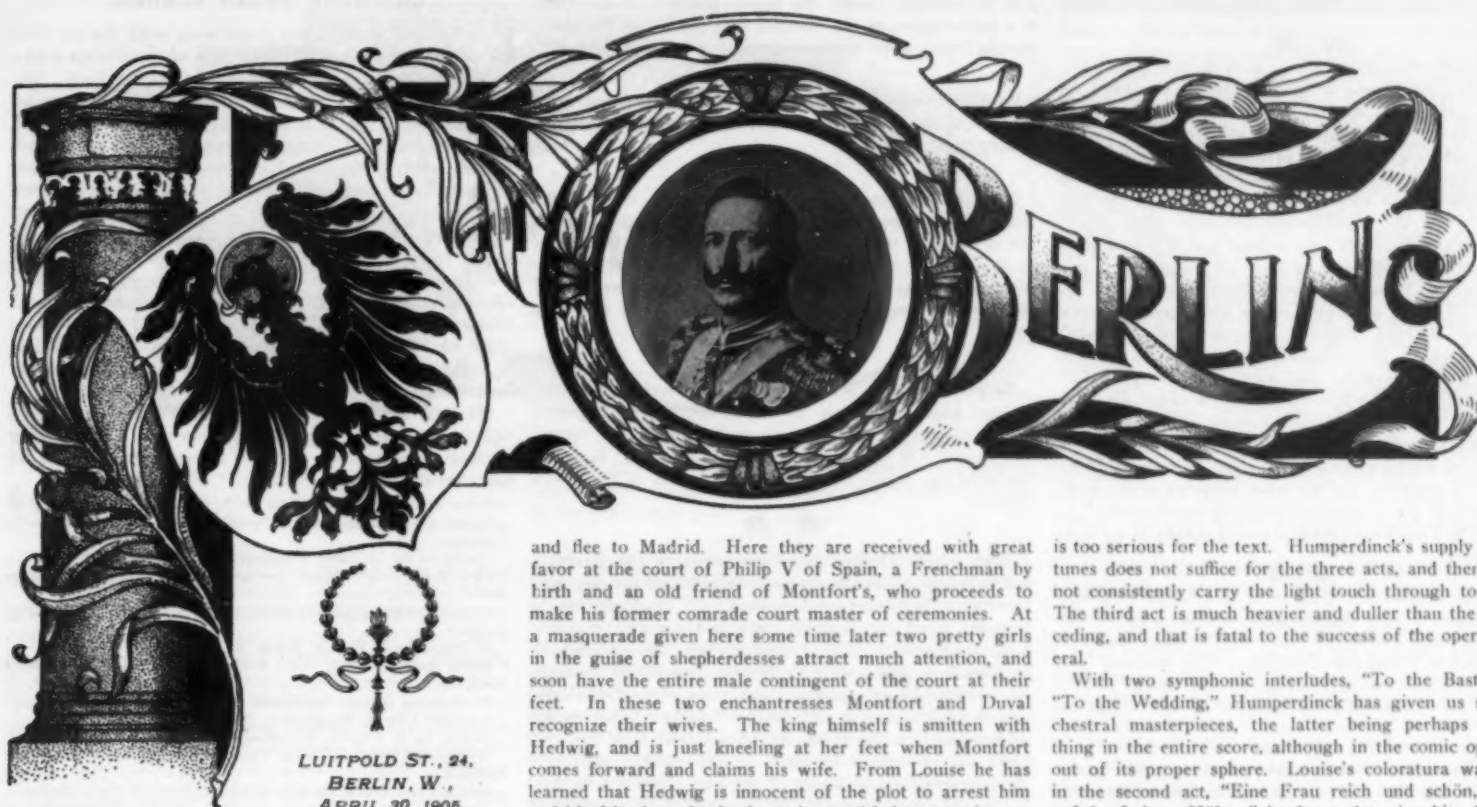 BERLIN
LUITPOLD ST., 24,
BERLIN, W.,
APRIL 30, 1905.
and flee to Madrid. Here they are received with great
favor at the court of Philip V of Spain, a Frenchman by
birth and an old friend of Montfort's, who proceeds to
make his former comrade court master of ceremonies. At
a masquerade given here some time later two pretty girls
in the guise of shepherdesses attract much attention, and
soon have the entire male contingent of the court at their
feet. In these two enchantresses Montfort and Duval
recognize their wives. The king himself is smitten with
Hedwig, and is just kneeling at her feet when Montfort
comes forward and claims his wife. From Louise he has
learned that Hedwig is innocent of the plot to arrest him
is too serious for the text. Humperdinck's supply
tunes does not suffice for the three acts, and ther
not consistently carry the light touch through to
The third act is much heavier and duller than the
ceding, and that is fatal to the success of the oper
eral.
With two symphonic interludes, "To the Bast
"To the Wedding," Humperdinck has given us
chestral masterpieces, the latter being perhaps
thing in the entire score, although in the comic o
out of its proper sphere. Louise's coloratura w
in the second act, "Eine Frau reich und schön,